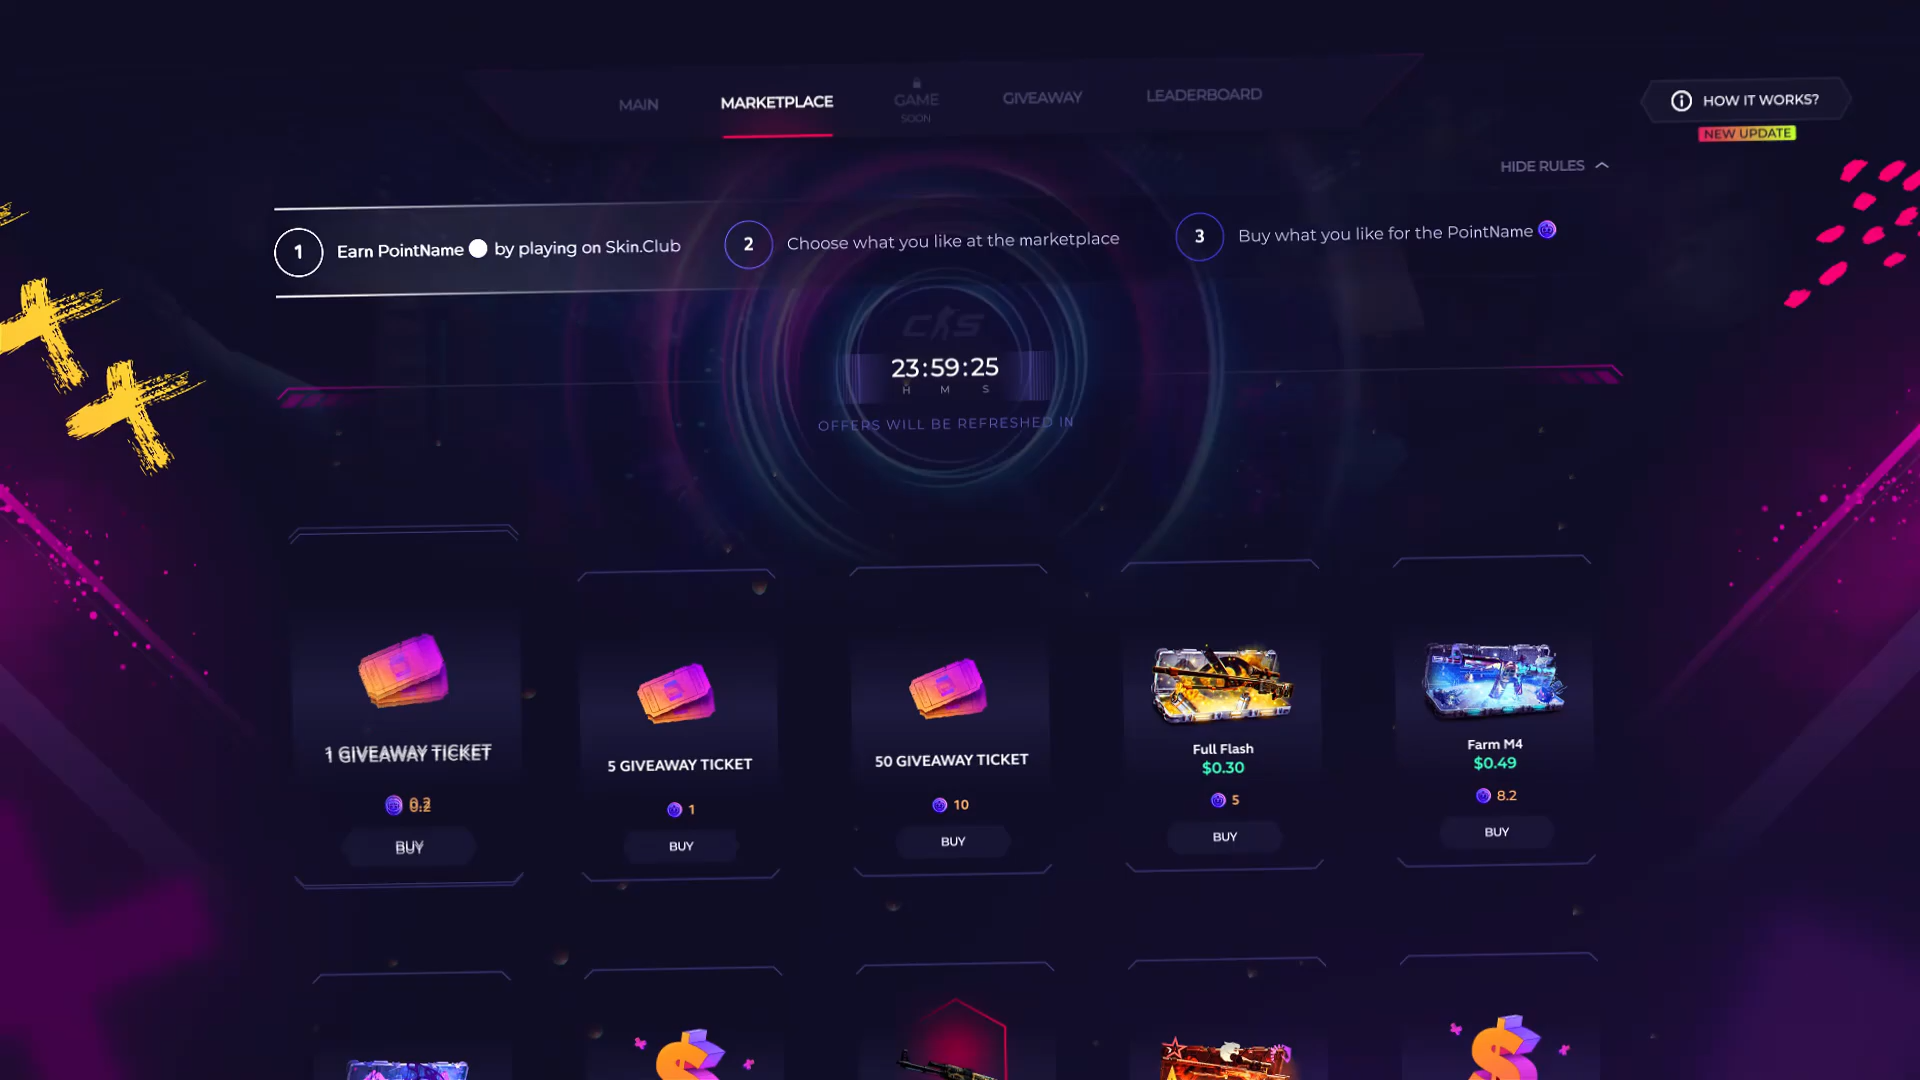 MAIN
MARKETPLACE
GAME
SOON
GIVEAWAY
LEADERBOARD
HOW IT WORKS?
NEW UPDATE
HIDE RULES
1 Earn PointName by playing on Skin.Club
2 Choose what you like at the marketplace
3 Buy what you like for the PointName
CS
23:59:25
H M S
OFFERS WILL BE REFRESHED IN
1 GIVEAWAY TICKET
0.2
BUY
5 GIVEAWAY TICKET
1
BUY
50 GIVEAWAY TICKET
10
BUY
Full Flash
$0.30
5
BUY
Farm M4
$0.49
8.2
BUY